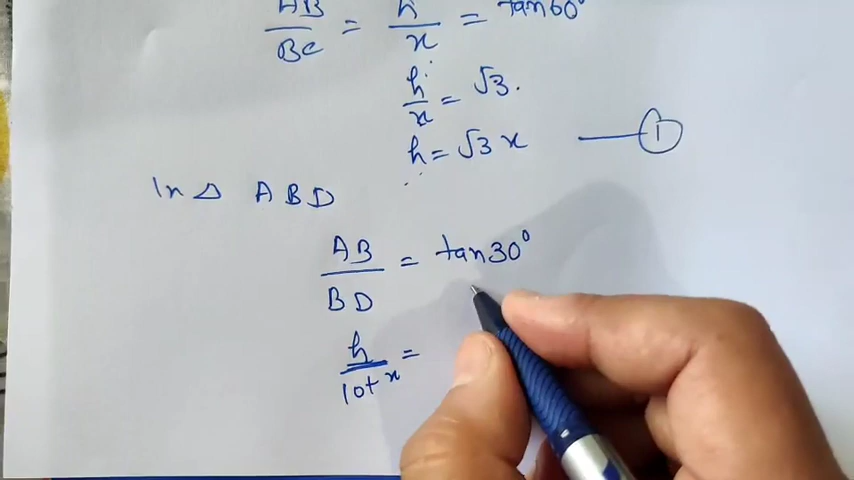 AB/BC = h/x = tan60°
h/x = √3.
h = √3 x —— ①
In △ ABD
AB/BD = tan30°
h/10+x =